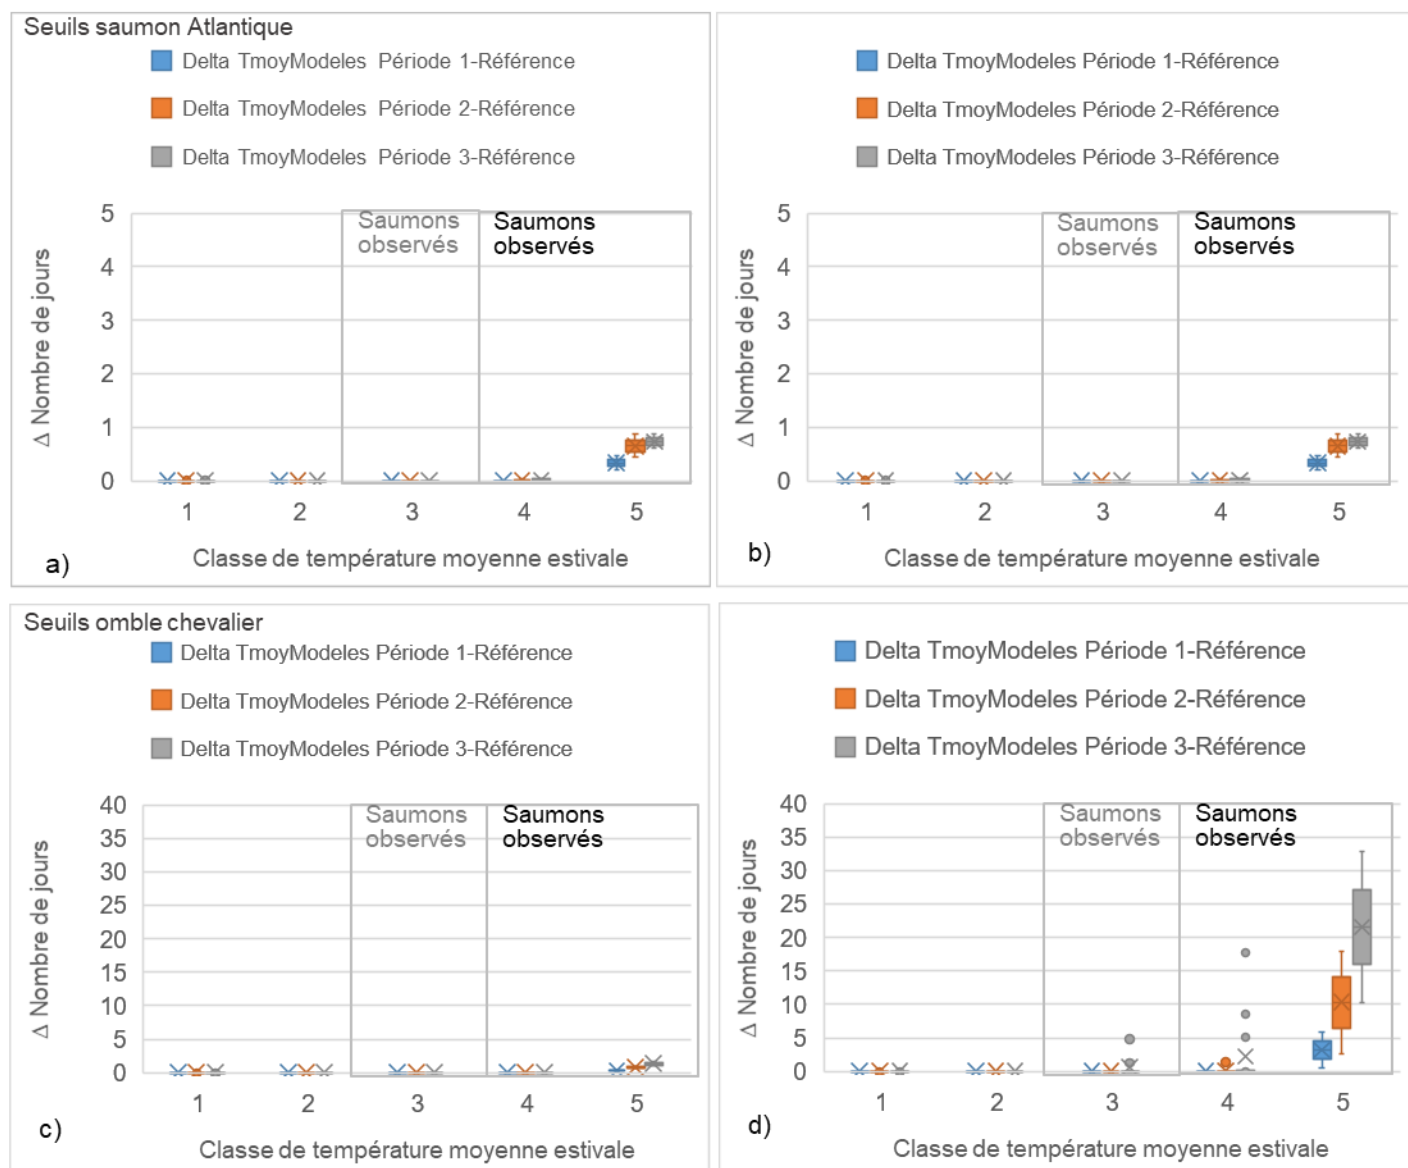 Seuils saumon Atlantique
Delta TmoyModeles Période 1-Référence
Delta TmoyModeles Période 2-Référence
Delta TmoyModeles Période 3-Référence
Δ Nombre de jours
5
4
3
2
1
0
Saumons
observés
Saumons
observés
1 2 3 4 5
Classe de température moyenne estivale
a)
Delta TmoyModeles Période 1-Référence
Delta TmoyModeles Période 2-Référence
Delta TmoyModeles Période 3-Référence
Δ Nombre de jours
5
4
3
2
1
0
Saumons
observés
Saumons
observés
1 2 3 4 5
Classe de température moyenne estivale
b)
Seuils omble chevalier
Delta TmoyModeles Période 1-Référence
Delta TmoyModeles Période 2-Référence
Delta TmoyModeles Période 3-Référence
Δ Nombre de jours
40
35
30
25
20
15
10
5
0
Saumons
observés
Saumons
observés
1 2 3 4 5
Classe de température moyenne estivale
c)
Delta TmoyModeles Période 1-Référence
Delta TmoyModeles Période 2-Référence
Delta TmoyModeles Période 3-Référence
Δ Nombre de jours
40
35
30
25
20
15
10
5
0
Saumons
observés
Saumons
observés
1 2 3 4 5
Classe de température moyenne estivale
d)